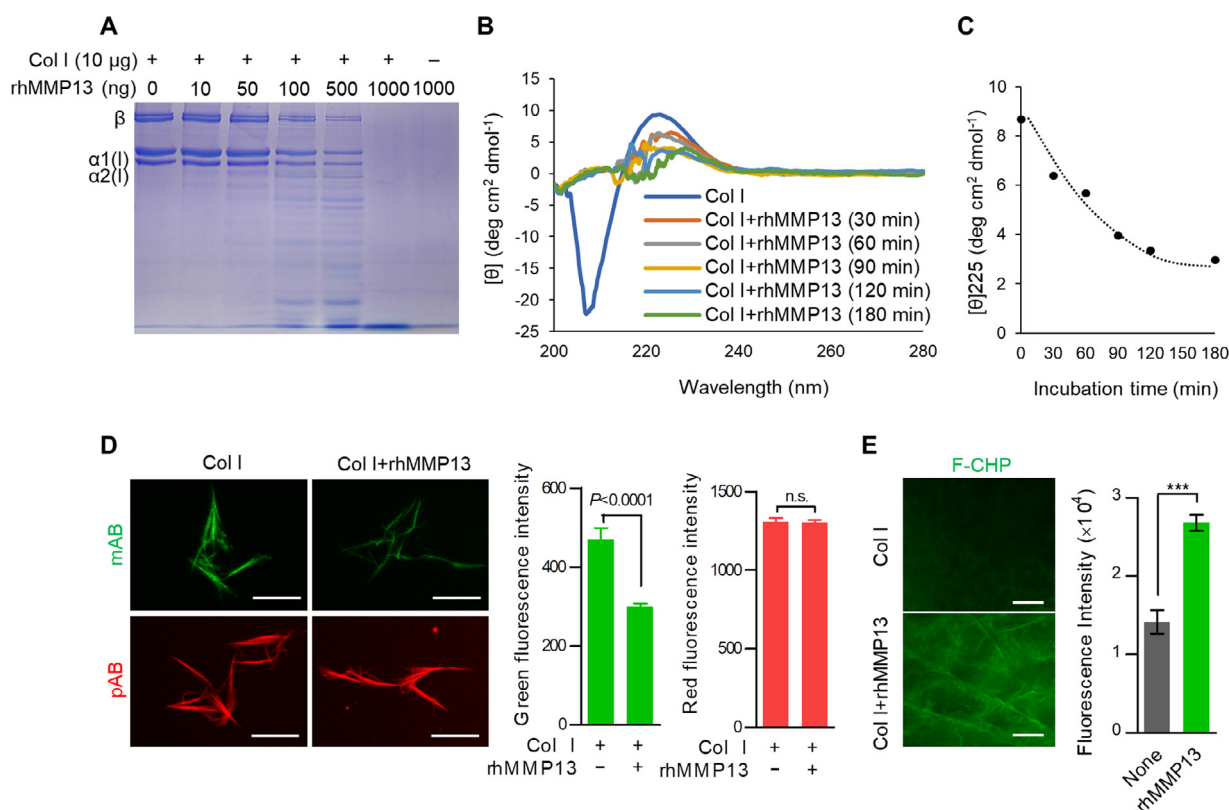 A
Col I (10 µg) + + + + + + –
rhMMP13 (ng) 0 10 50 100 500 1000 1000
β
α1(I)
α2(I)
B
[θ] (deg cm² dmol⁻¹)
15
10
5
0
-5
-10
-15
-20
-25
200 220 240 260 280
Wavelength (nm)
Col I
Col I+rhMMP13 (30 min)
Col I+rhMMP13 (60 min)
Col I+rhMMP13 (90 min)
Col I+rhMMP13 (120 min)
Col I+rhMMP13 (180 min)
C
[θ]225 (deg cm² dmol⁻¹)
10
8
6
4
2
0
0 30 60 90 120 150 180
Incubation time (min)
D
Col I Col I+rhMMP13
mAB
pAB
Green fluorescence intensity
600
400
200
0
P<0.0001
Col I + +
rhMMP13 – +
Red fluorescence intensity
1500
1000
500
0
n.s.
Col I + +
rhMMP13 – +
E
F-CHP
Col I
Col I+rhMMP13
Fluorescence Intensity (×10⁴)
3
2
1
0
***
None
rhMMP13